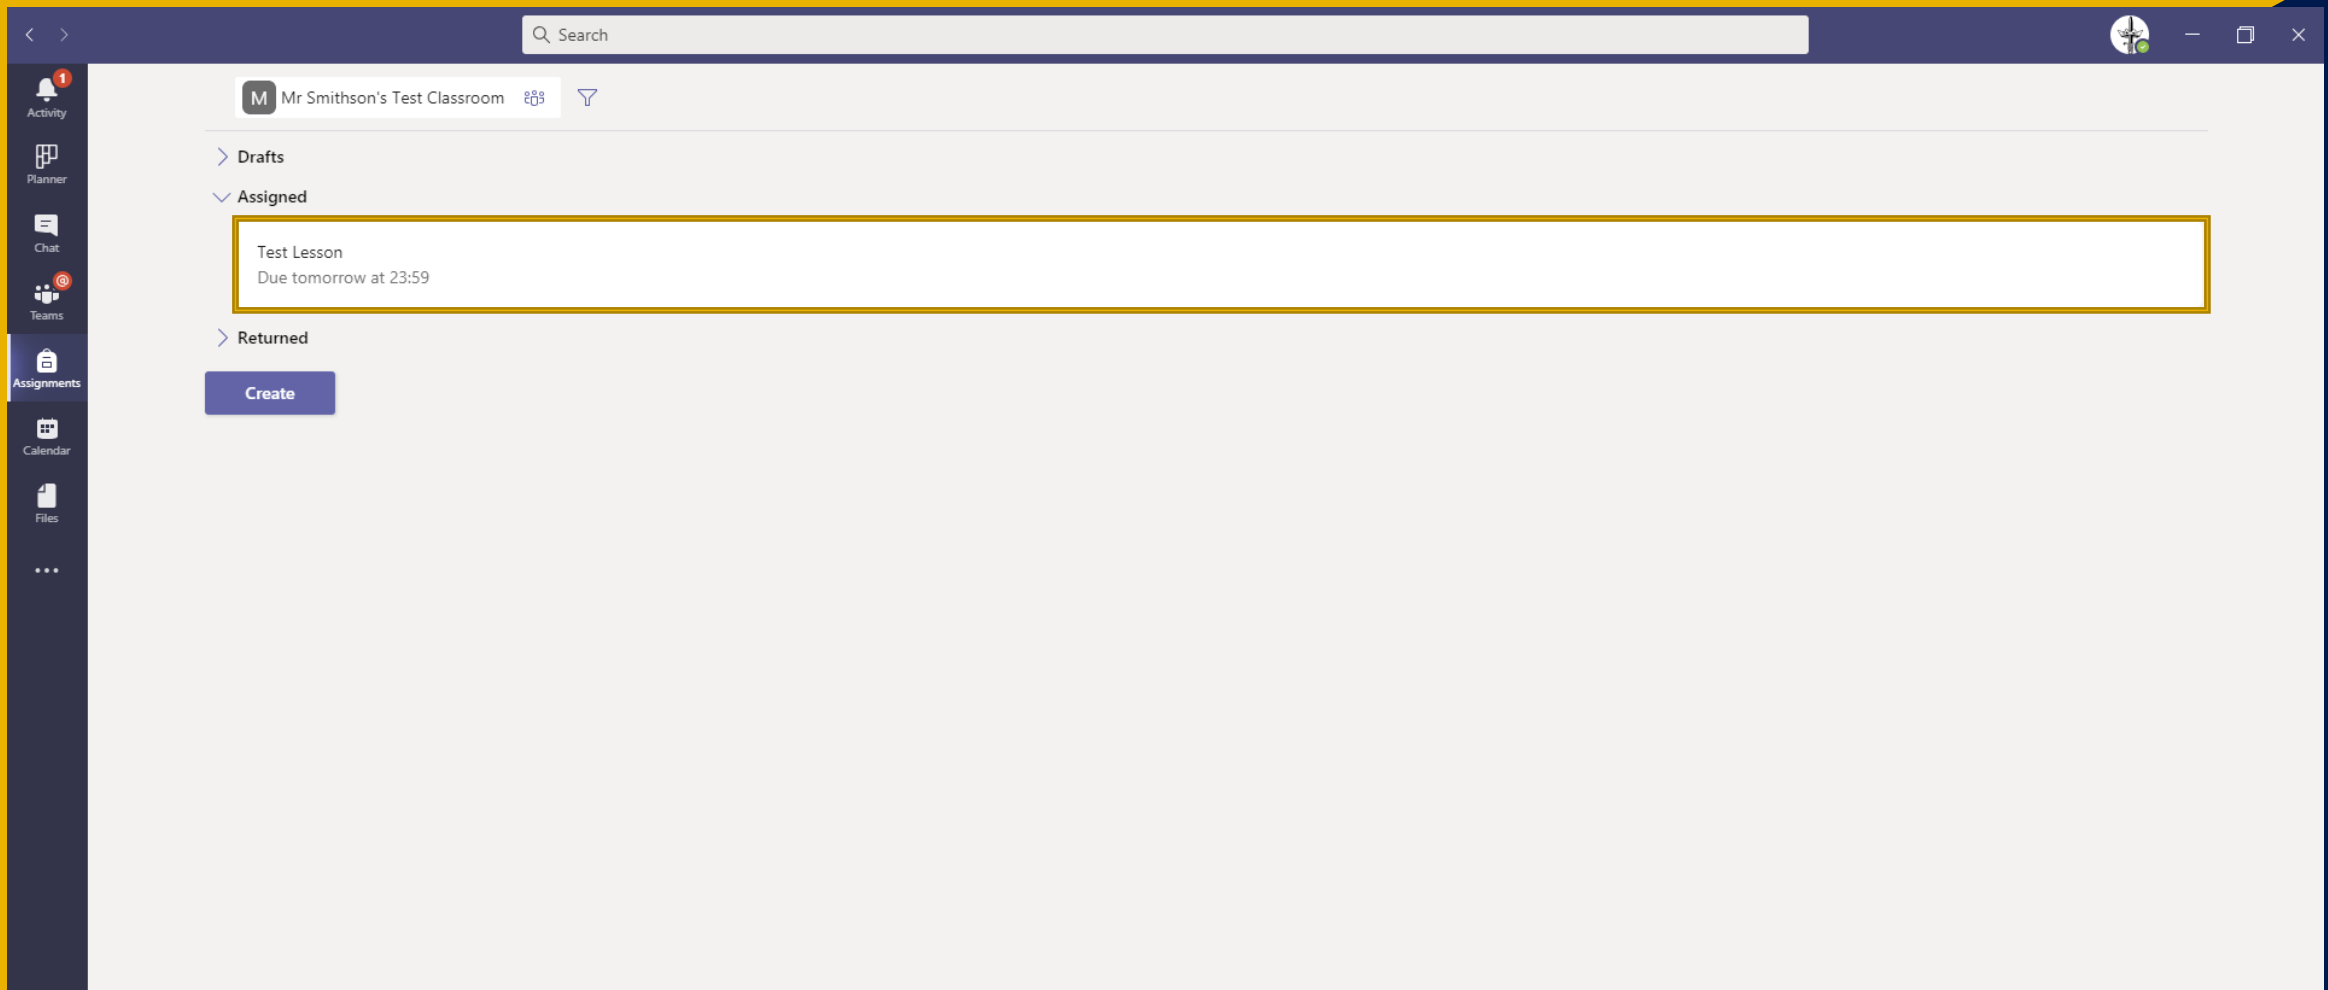 Search
1
Activity
Planner
Chat
@
Teams
Assignments
Calendar
Files
M Mr Smithson's Test Classroom
Drafts
Assigned
Test Lesson
Due tomorrow at 23:59
Returned
Create